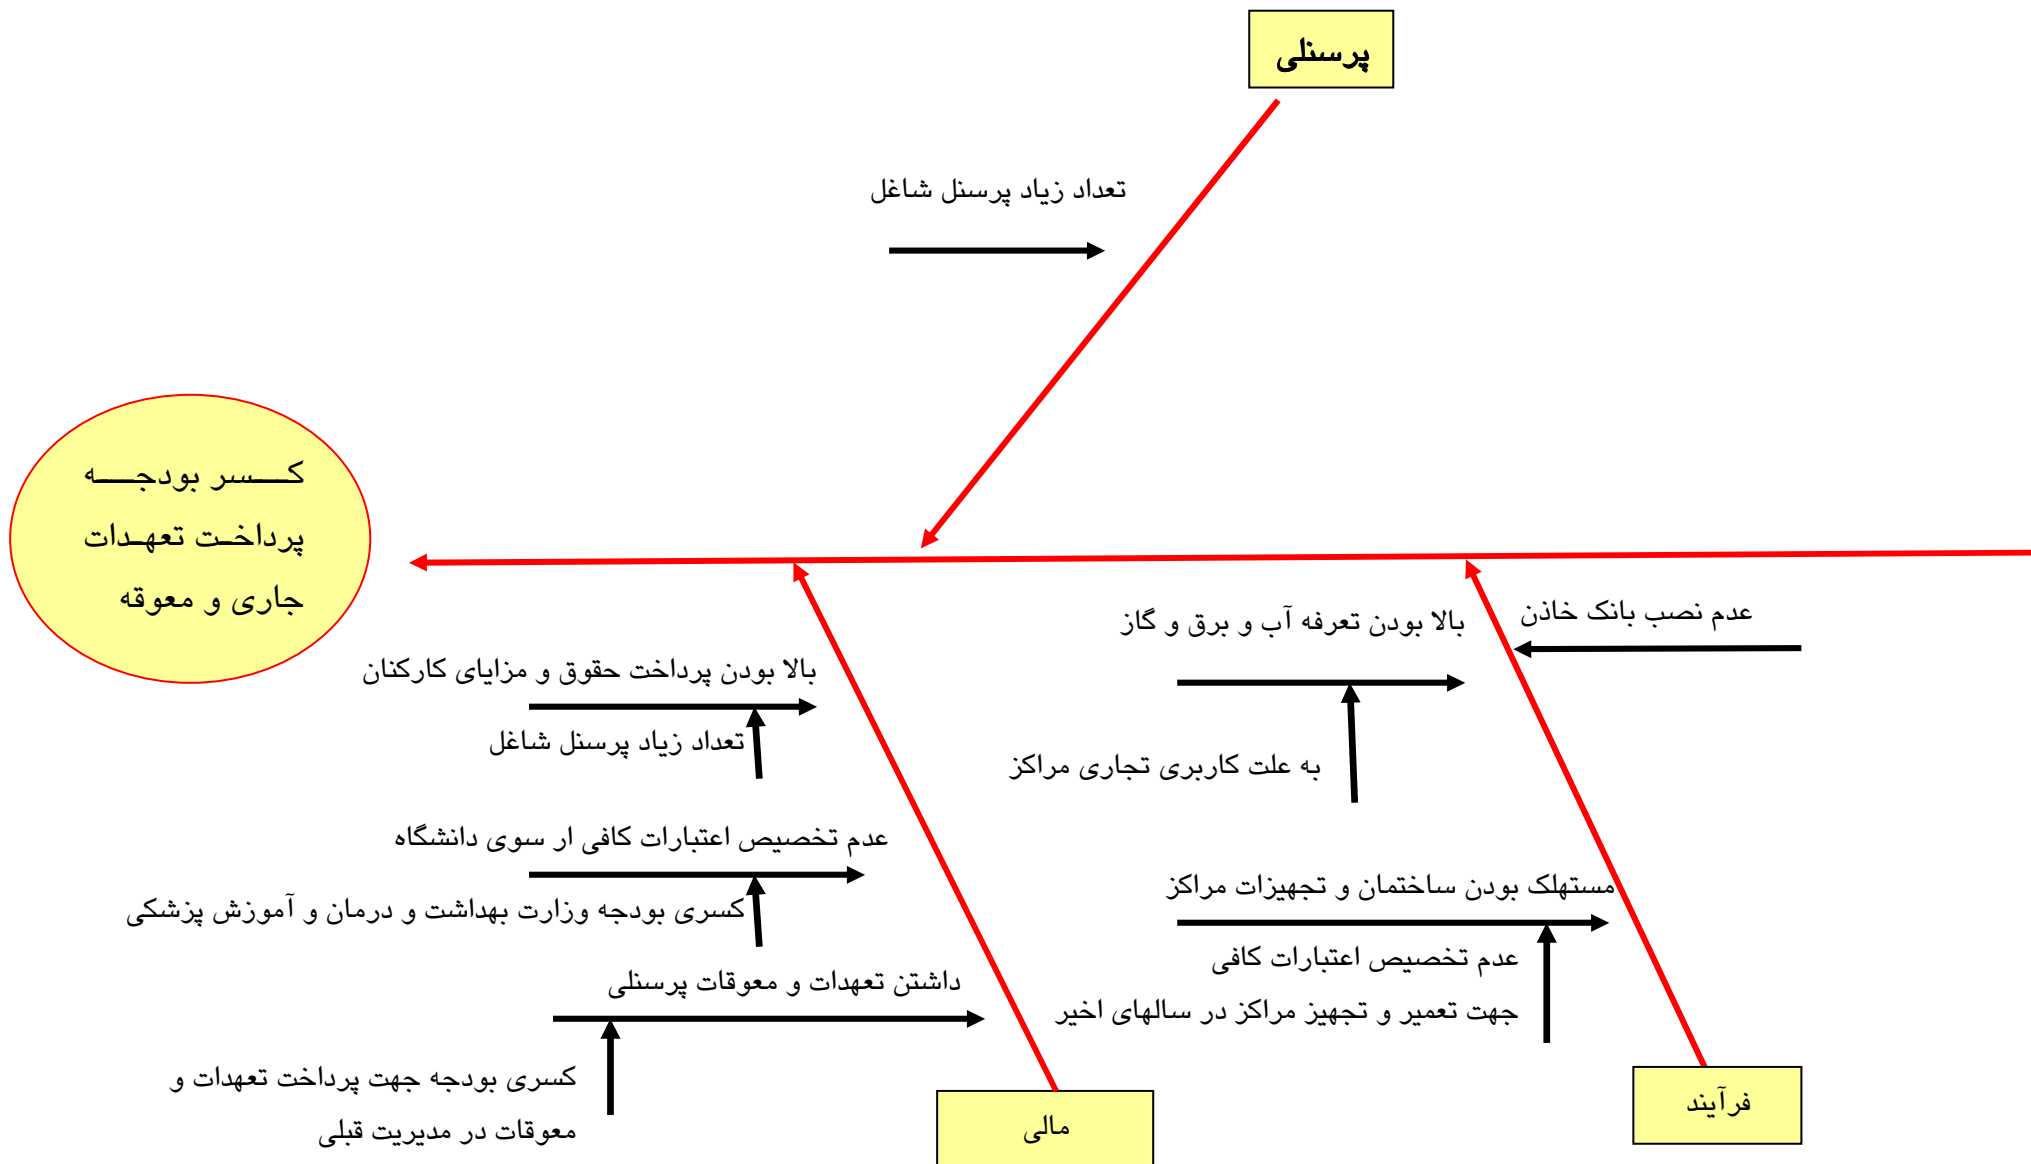 پرسنلی
تعداد زیاد پرسنل شاغل
کسر بودجه
پرداخت تعهدات
جاری و معوقه
عدم نصب بانک خاذن
بالا بودن تعرفه آب و برق و گاز
به علت کاربری تجاری مراکز
مستهلک بودن ساختمان و تجهیزات مراکز
عدم تخصیص اعتبارات کافی
جهت تعمیر و تجهیز مراکز در سالهای اخیر
فرآیند
بالا بودن پرداخت حقوق و مزایای کارکنان
تعداد زیاد پرسنل شاغل
عدم تخصیص اعتبارات کافی ار سوی دانشگاه
کسری بودجه وزارت بهداشت و درمان و آموزش پزشکی
داشتن تعهدات و معوقات پرسنلی
کسری بودجه جهت پرداخت تعهدات و
معوقات در مدیریت قبلی
مالی